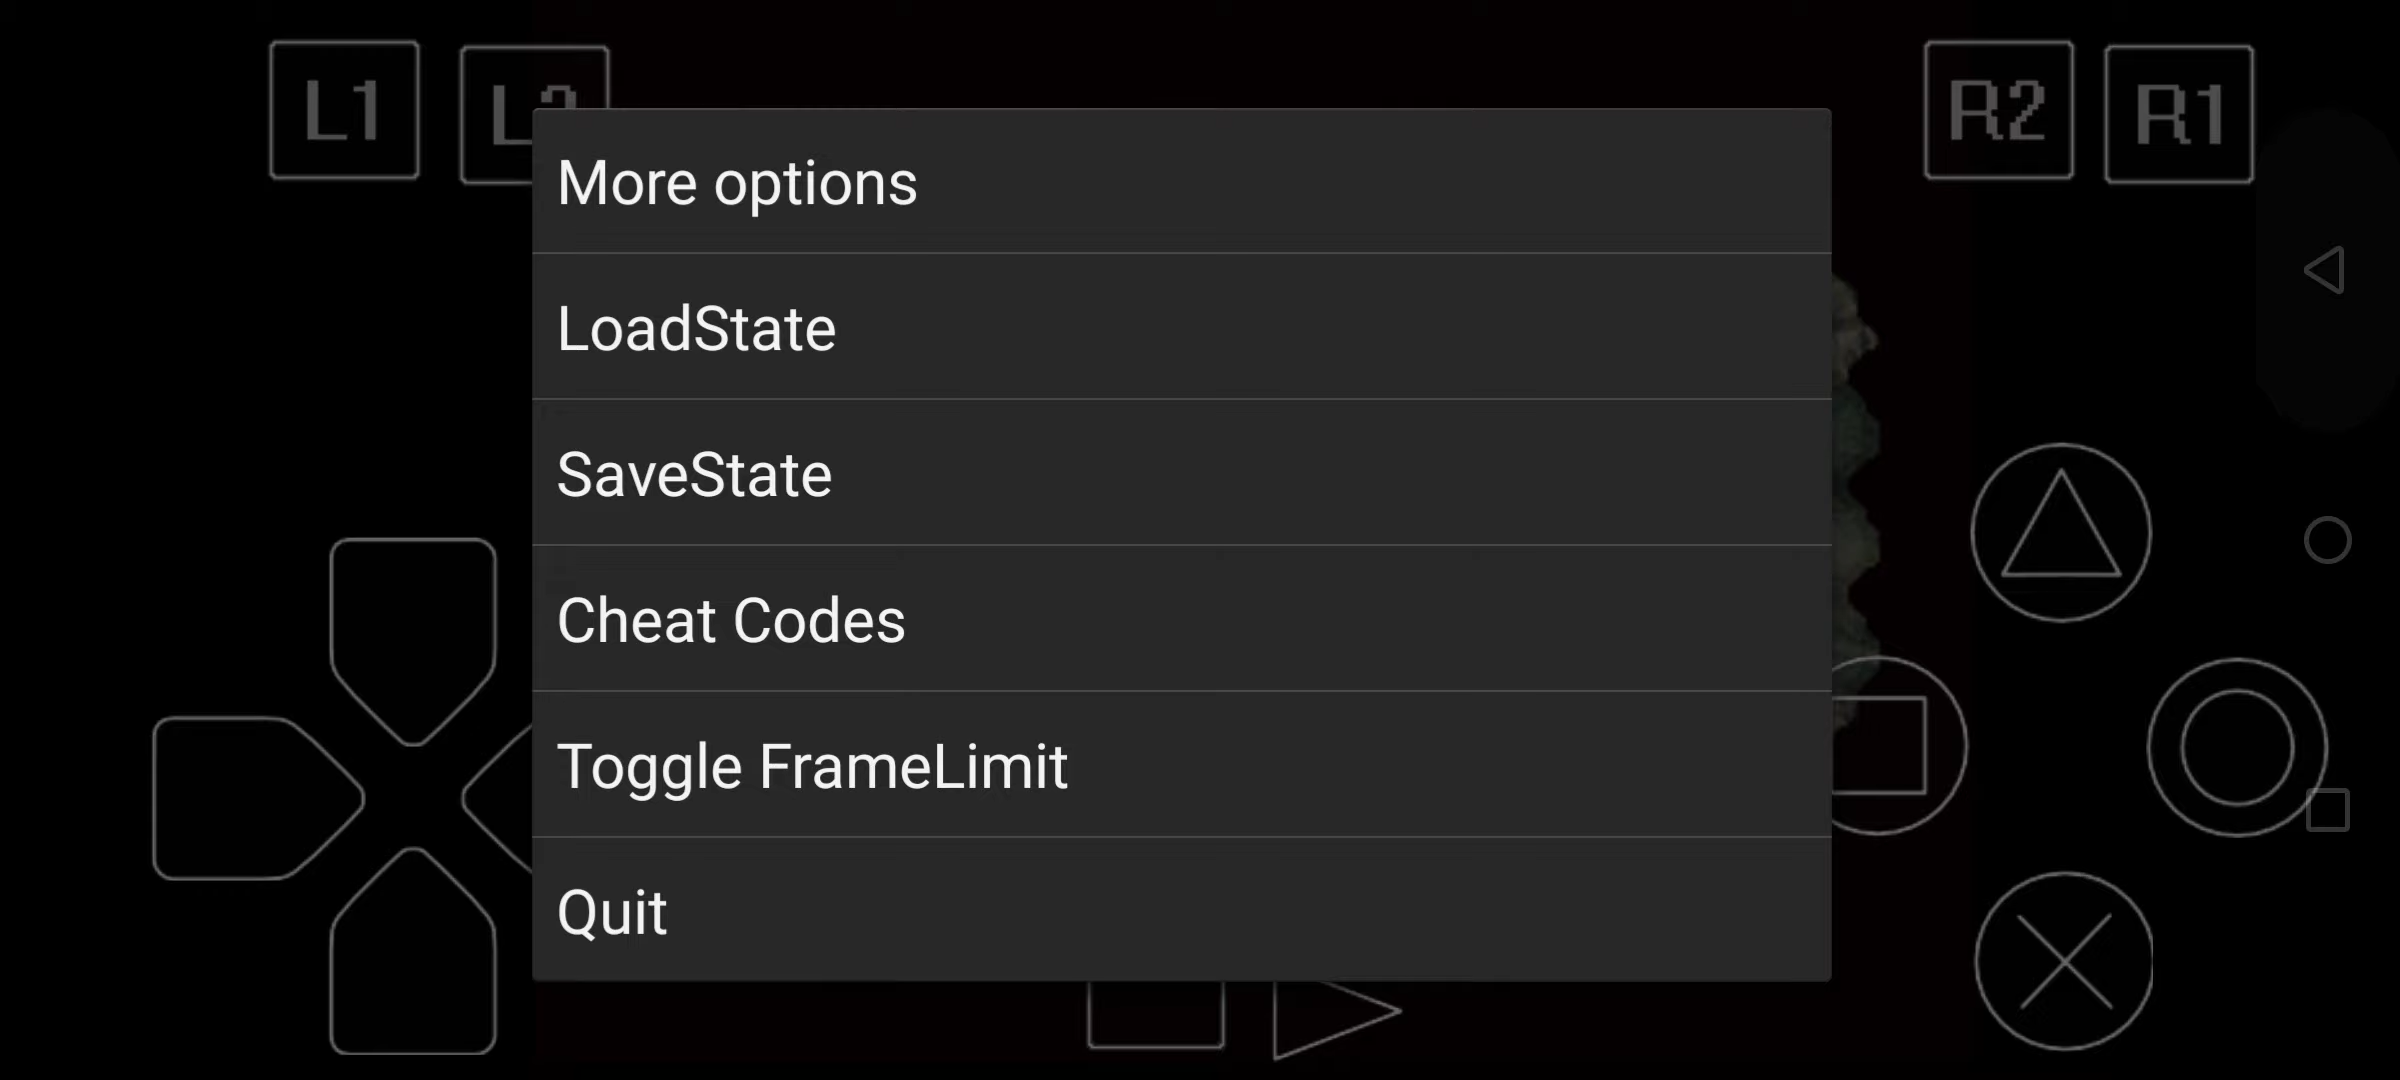 L1
R2
R1
More options
LoadState
SaveState
Cheat Codes
Toggle FrameLimit
Quit